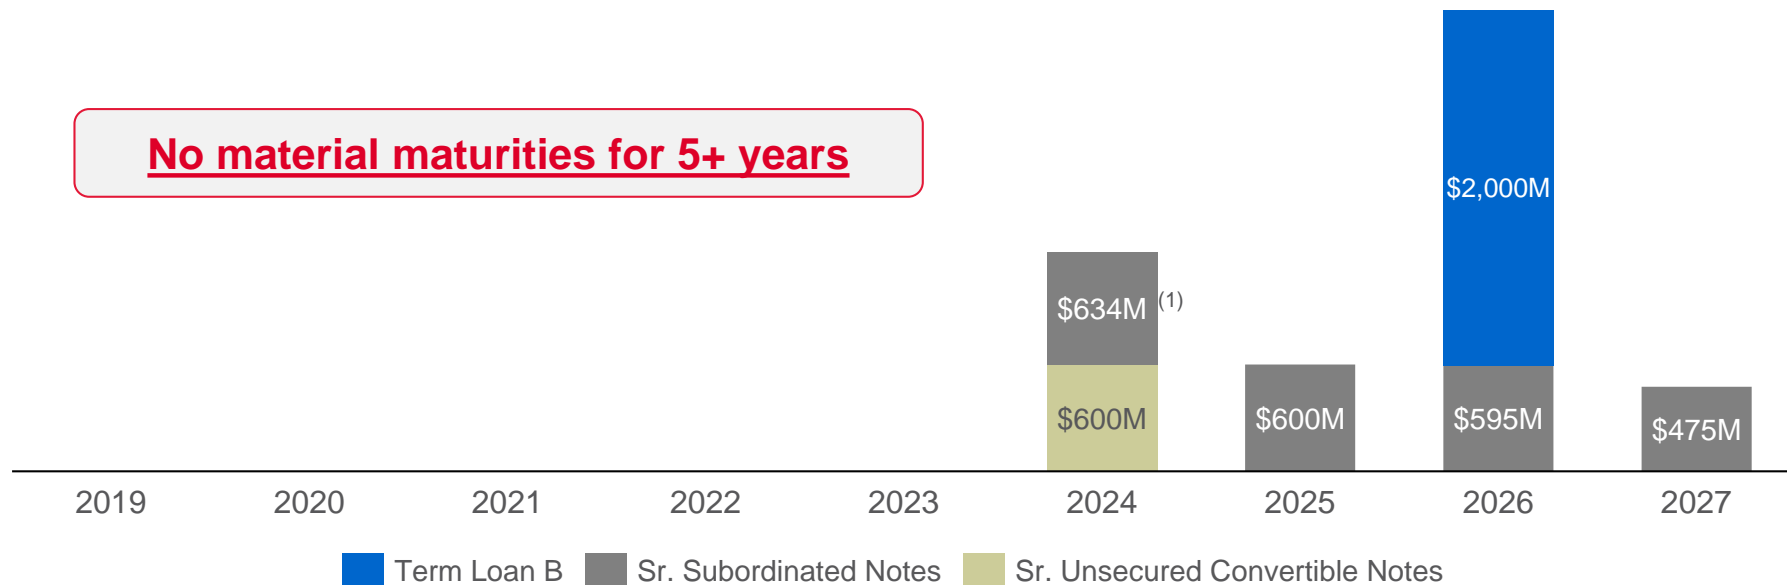 No material maturities for 5+ years
$2,000M
$634M (1)
$600M
$600M
$595M
$475M
2019 2020 2021 2022 2023 2024 2025 2026 2027
Term Loan B Sr. Subordinated Notes Sr. Unsecured Convertible Notes